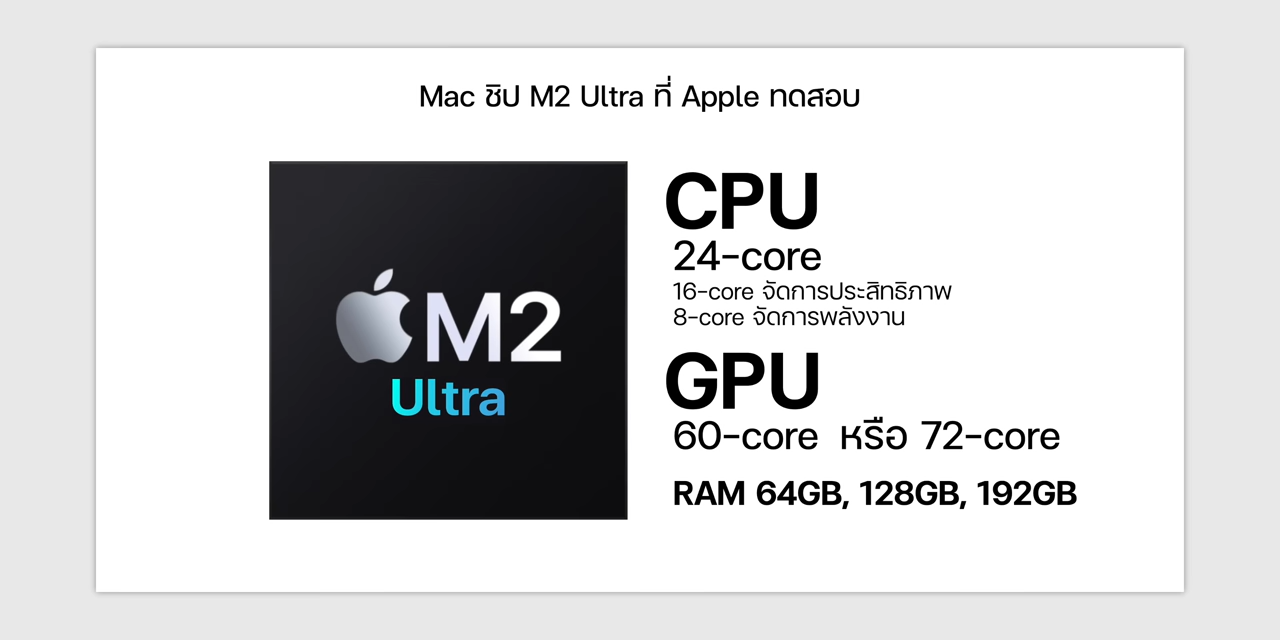 Mac ชิป M2 Ultra ที่ Apple ทดสอบ
M2
Ultra
CPU
24-core
16-core จัดการประสิทธิภาพ
8-core จัดการพลังงาน
GPU
60-core หรือ 72-core
RAM 64GB, 128GB, 192GB